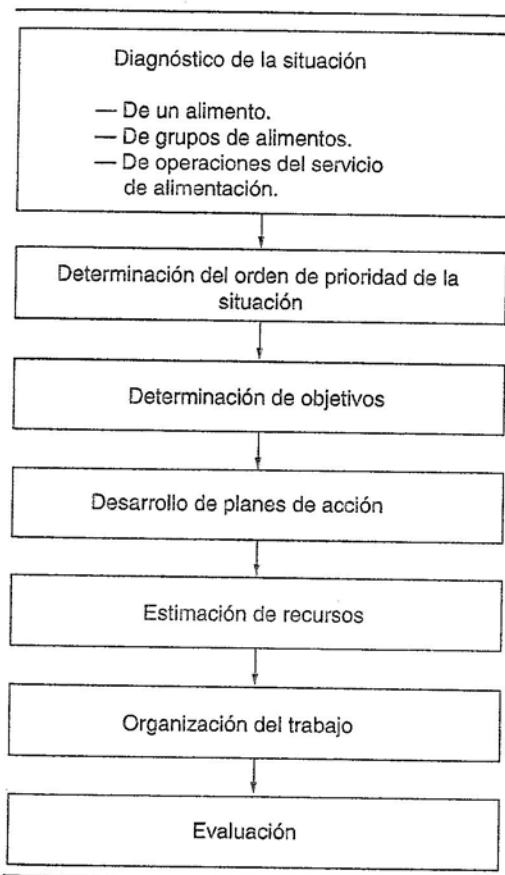 Diagnóstico de la situación
— De un alimento.
— De grupos de alimentos.
— De operaciones del servicio
de alimentación.
Determinación del orden de prioridad de la
situación
Determinación de objetivos
Desarrollo de planes de acción
Estimación de recursos
Organización del trabajo
Evaluación